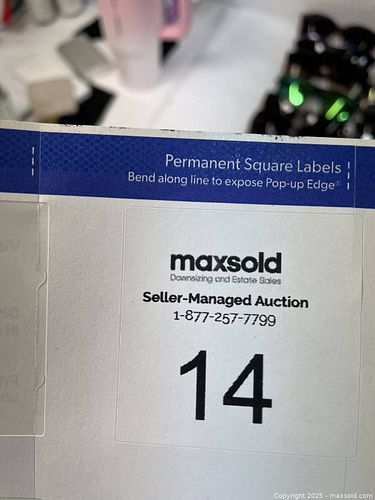 Permanent Square Labels
Bend along line to expose Pop-up Edge®
maxsold
Downsizing and Estate Sales
Seller-Managed Auction
1-877-257-7799
14
Copyright 2025 - maxsold.com